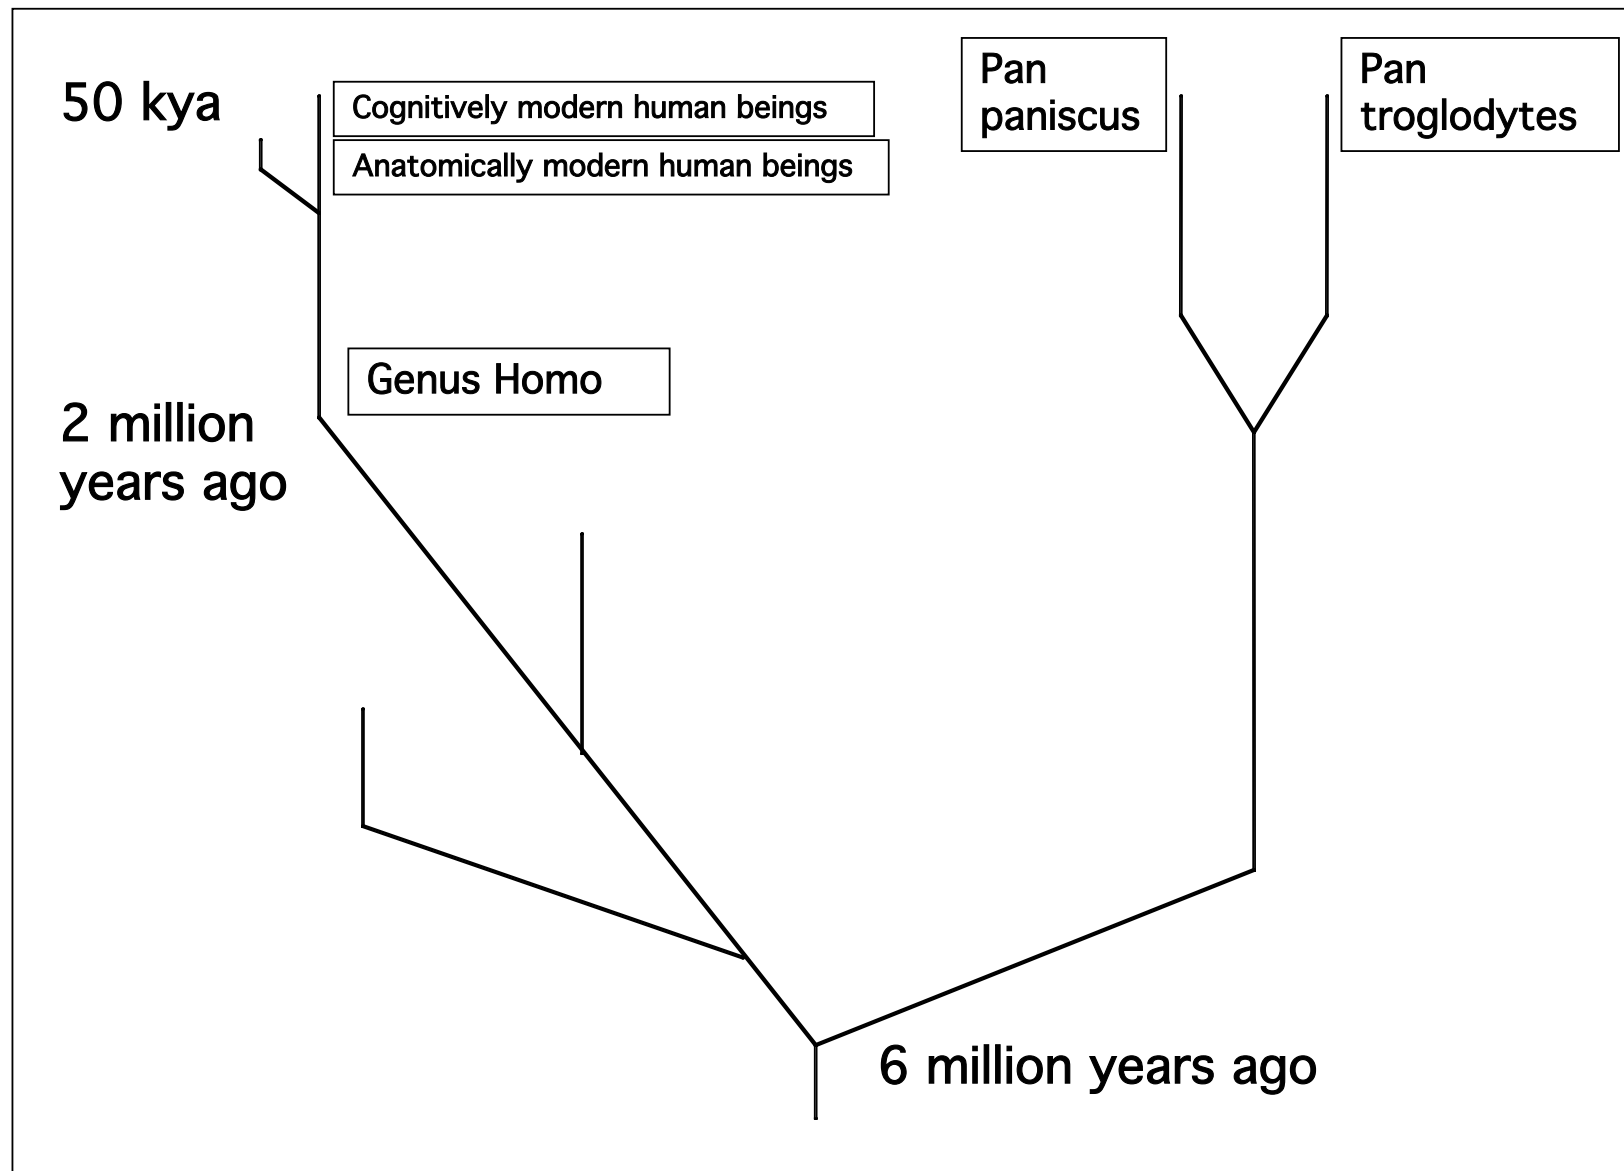 50 kya
Cognitively modern human beings
Anatomically modern human beings
Pan
paniscus
Pan
troglodytes
Genus Homo
2 million
years ago
6 million years ago